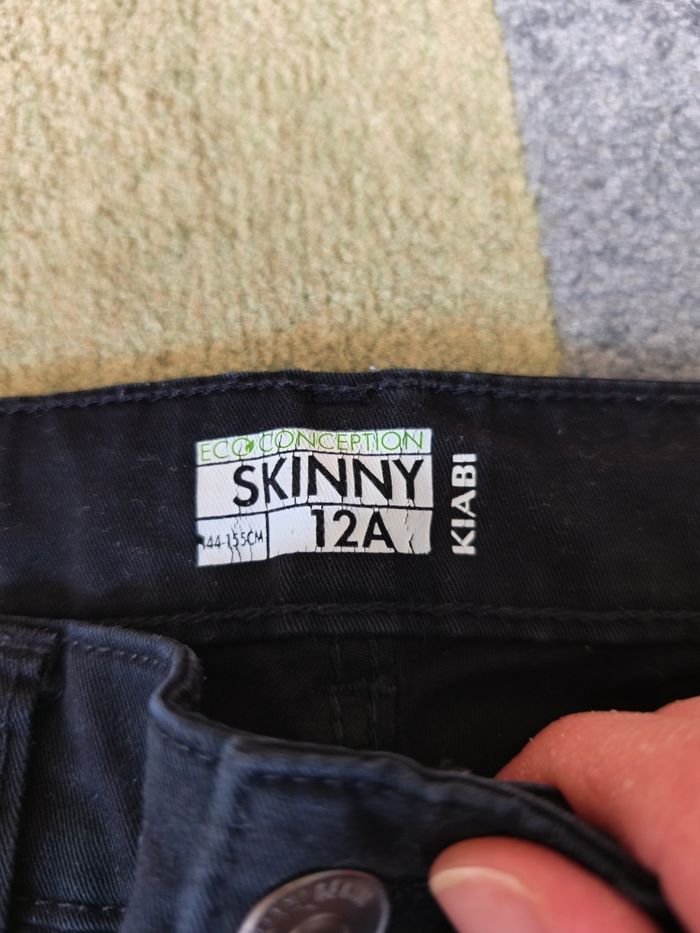 ECO CONCEPTION
SKINNY
144-155CM 12A
KIABI